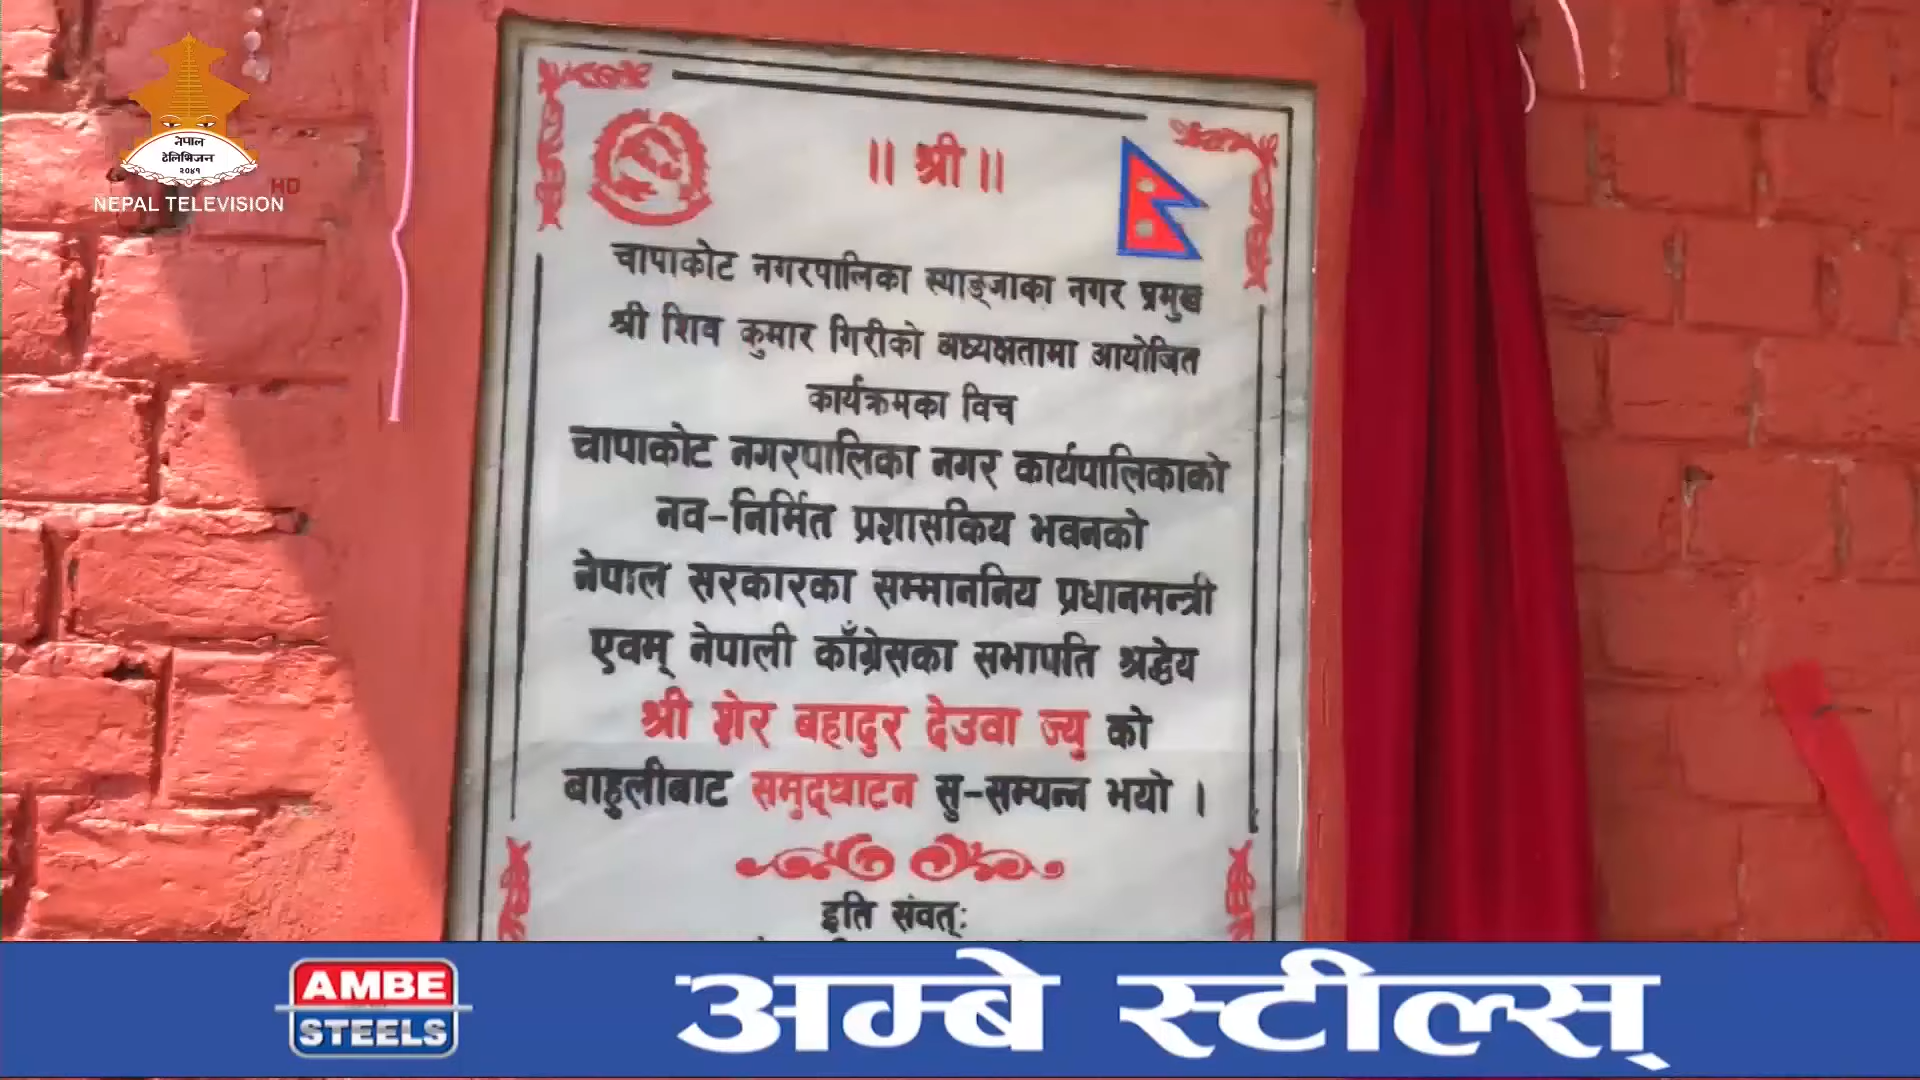 नेपाल
टेलिभिजन
२०४१
HD
NEPAL TELEVISION
॥ श्री ॥
चापाकोट नगरपालिका स्याङ्जाका नगर प्रमुख
श्री शिव कुमार गिरीको अध्यक्षतामा आयोजित
कार्यक्रमका विच
चापाकोट नगरपालिका नगर कार्यपालिकाको
नव-निर्मित प्रशासकिय भवनको
नेपाल सरकारका सम्माननिय प्रधानमन्त्री
एवम् नेपाली काँग्रेसका सभापति श्रद्धेय
श्री शेर बहादुर देउवा ज्यु को
बाहुलीबाट समुद्घाटन सु-सम्पन्न भयो ।
इति संवत्ः
AMBE
STEELS
अम्बे स्टील्स्